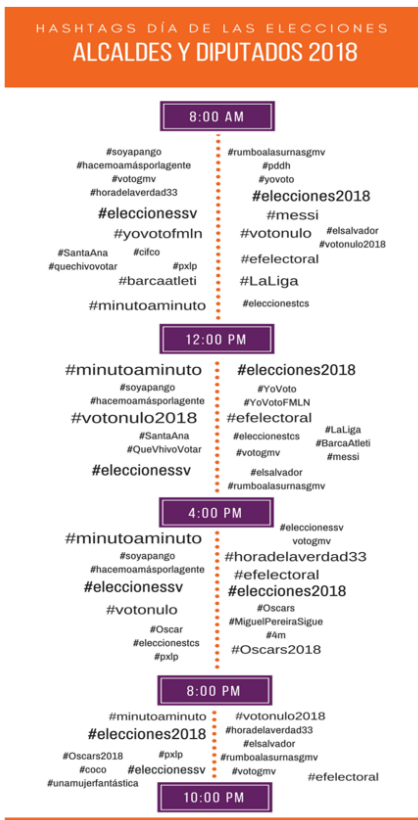 HASHTAGS DÍA DE LAS ELECCIONES
ALCALDES Y DIPUTADOS 2018
8:00 AM
#soyapango
#hacemoamásporlagente
#votogmv
#horadelaverdad33
#eleccionessv
#yovotofmln
#SantaAna
#cifco
#quechivovotar
#pxlp
#barcaatleti
#minutoaminuto
#rumboalasurnasgmv
#pddh
#yovoto
#elecciones2018
#messi
#votonulo
#elsalvador
#votonulo2018
#efelectoral
#LaLiga
#eleccionestcs
12:00 PM
#minutoaminuto
#soyapango
#hacemoamásporlagente
#votonulo2018
#SantaAna
#QueVhivoVotar
#eleccionessv
#elecciones2018
#YoVoto
#YoVotoFMLN
#efelectoral
#eleccionestcs
#LaLiga
#BarcaAtleti
#votogmv
#messi
#elsalvador
#rumboalasurnasgmv
4:00 PM
#minutoaminuto
#soyapango
#hacemoamásporlagente
#eleccionessv
#votonulo
#Oscar
#eleccionestcs
#pxlp
#eleccionessv
votogmv
#horadelaverdad33
#efelectoral
#elecciones2018
#Oscars
#MiguelPereiraSigue
#4m
#Oscars2018
8:00 PM
#minutoaminuto
#elecciones2018
#Oscars2018
#pxlp
#coco
#eleccionessv
#unamujerfantástica
#votonulo2018
#horadelaverdad33
#elsalvador
#rumboalasurnasgmv
#votogmv
#efelectoral
10:00 PM